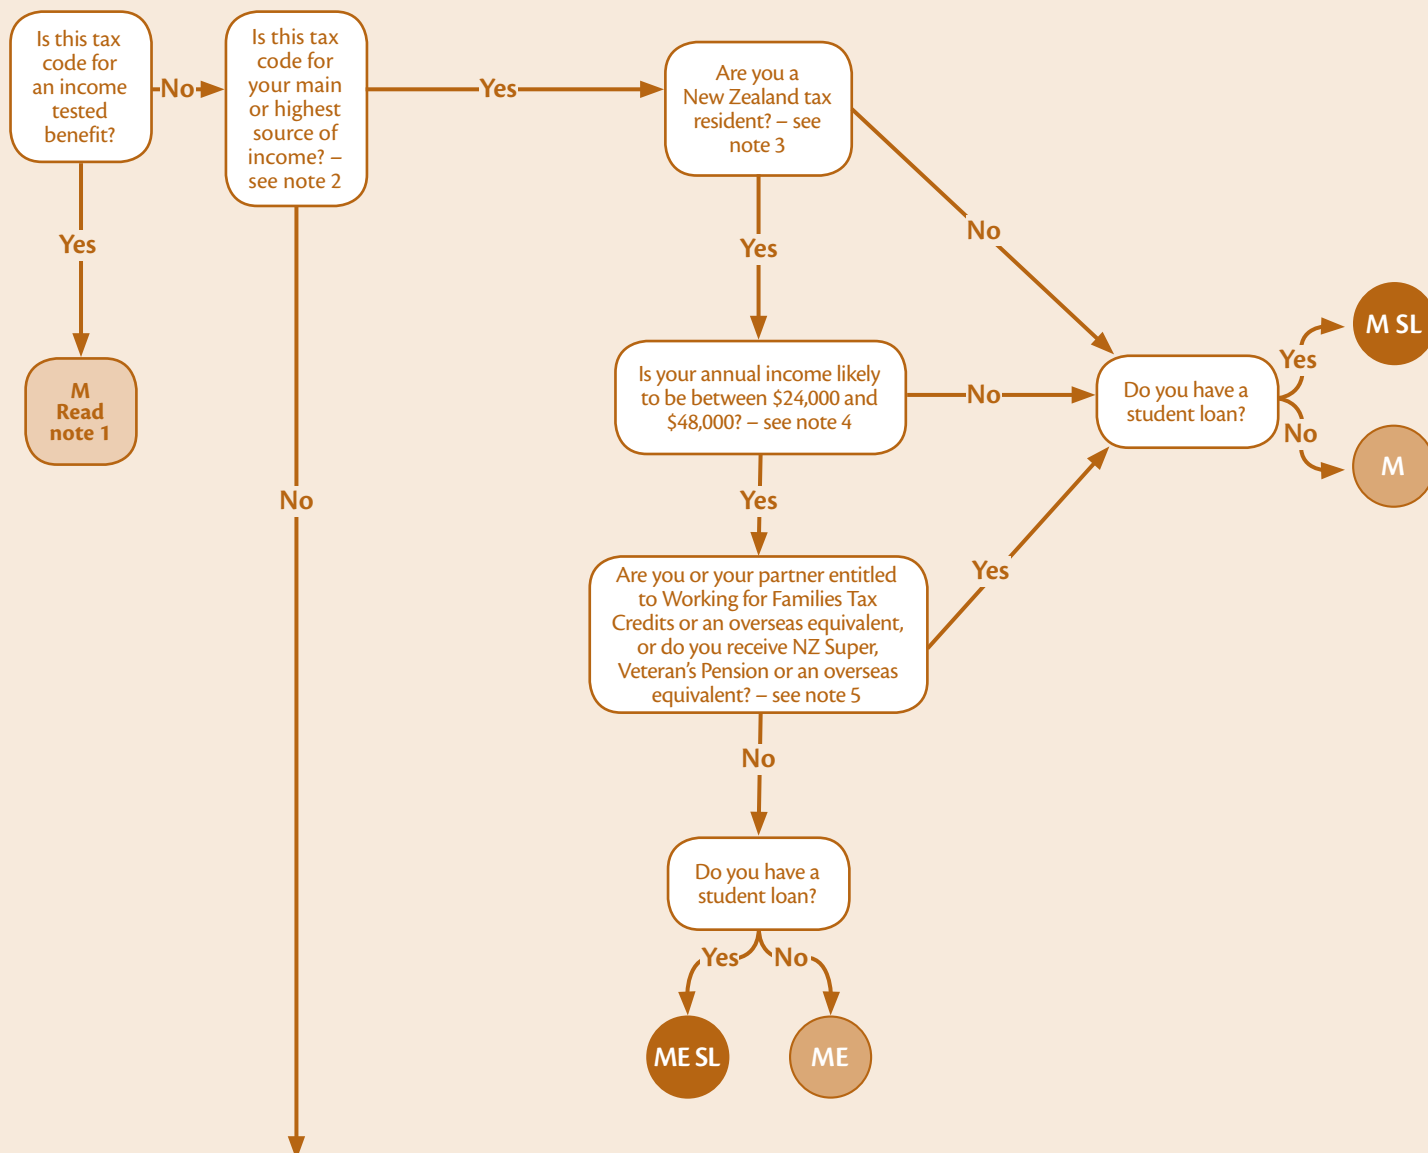 Is this tax
code for
an income
tested
benefit?
No
Is this tax
code for
your main
or highest
source of
income? –
see note 2
Yes
Are you a
New Zealand tax
resident? – see
note 3
Yes
M
Read
note 1
No
Yes
No
Is your annual income likely
to be between $24,000 and
$48,000? – see note 4
No
Do you have a
student loan?
Yes
M SL
No
M
Yes
Are you or your partner entitled
to Working for Families Tax
Credits or an overseas equivalent,
or do you receive NZ Super,
Veteran's Pension or an overseas
equivalent? – see note 5
Yes
No
Do you have a
student loan?
Yes
No
ME SL
ME